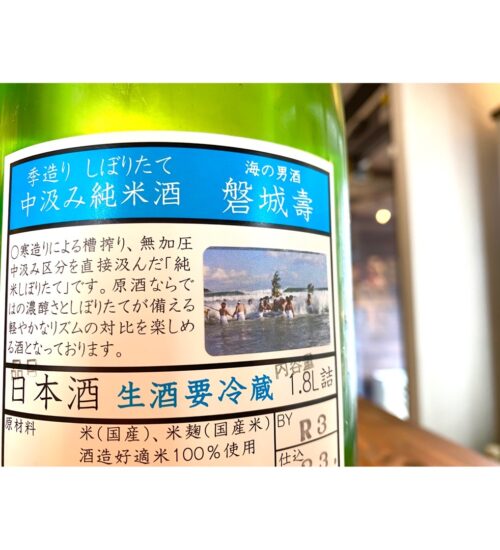 季造り しぼりたて
中汲み純米酒
海の男酒
磐城壽
○寒造りによる槽搾り、無加圧
中汲み区分を直接汲んだ「純
米しぼりたて」です。原酒ならで
はの濃醇さとしぼりたてが備える
軽やかなリズムの対比を楽しめ
る酒となっております。
品目
日本酒 生酒要冷蔵
内容量
1.8L詰
原材料
米(国産)、米麹(国産米)
酒造好適米100%使用
BY
R3
仕込